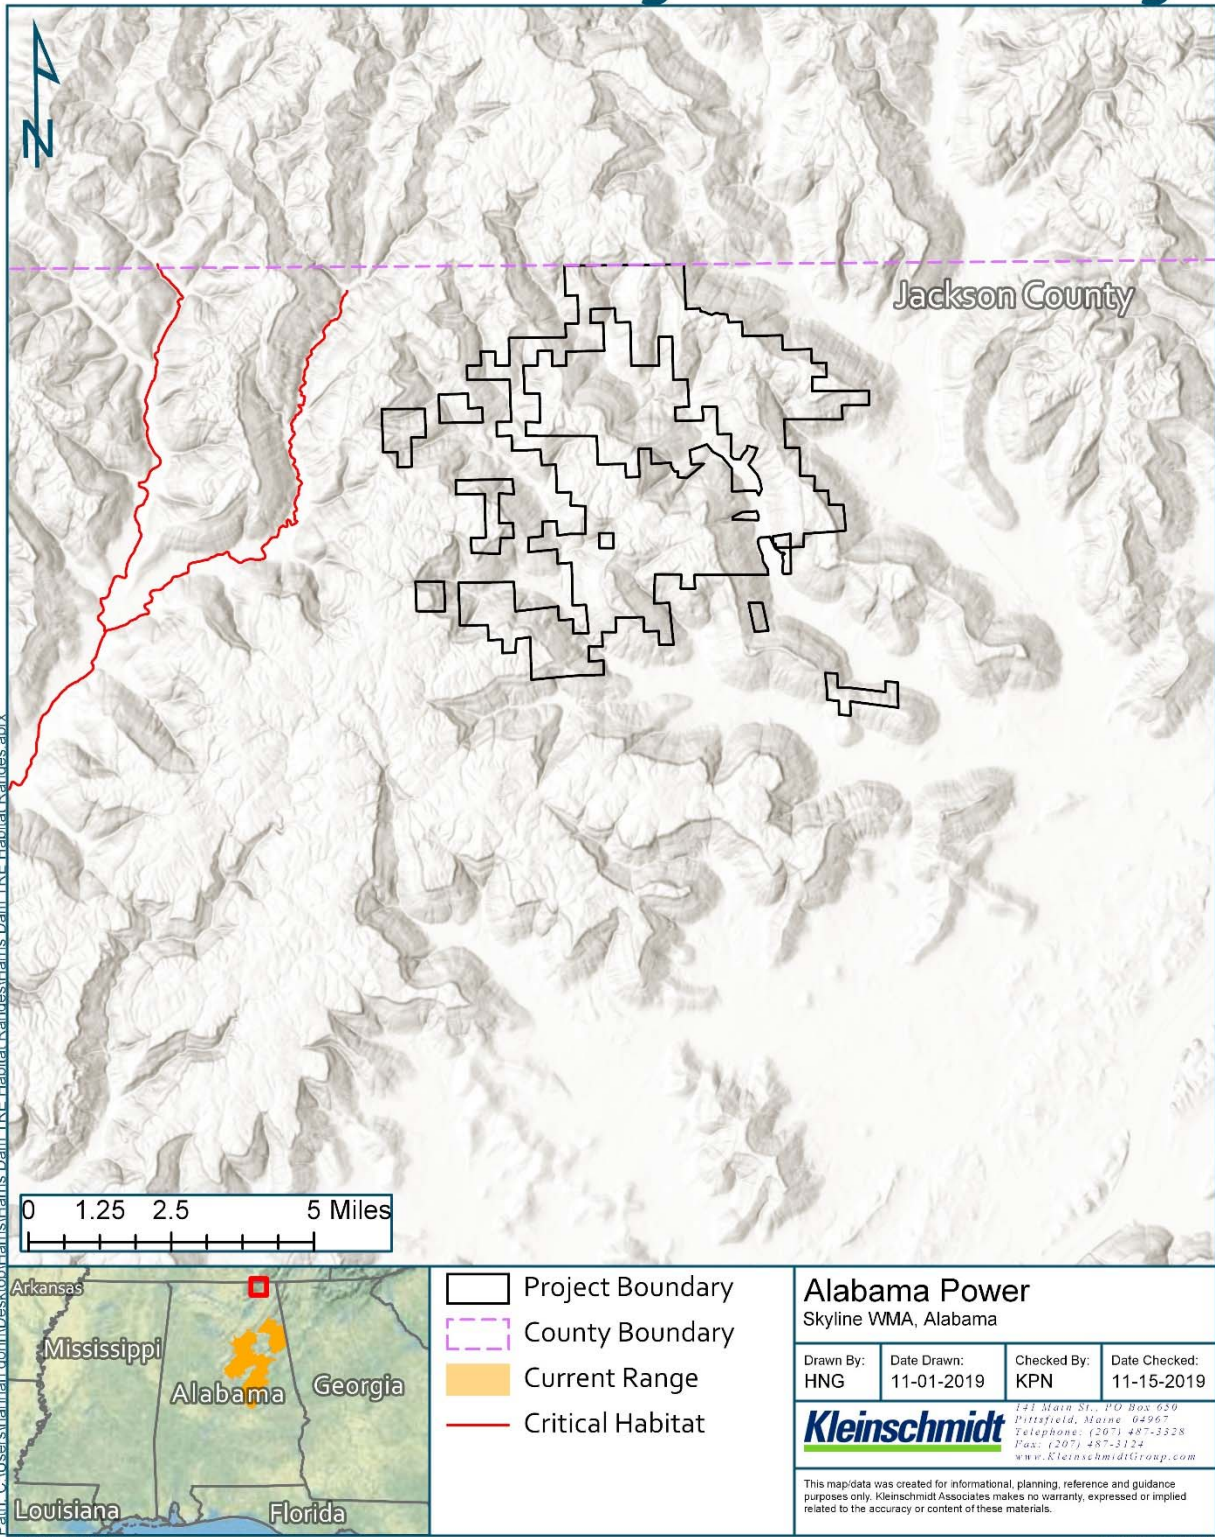 N
Jackson County
0 1.25 2.5 5 Miles
Arkansas
Mississippi
Alabama
Georgia
Louisiana
Florida
Project Boundary
County Boundary
Current Range
Critical Habitat
Alabama Power
Skyline WMA, Alabama
Drawn By:
HNG
Date Drawn:
11-01-2019
Checked By:
KPN
Date Checked:
11-15-2019
Kleinschmidt
141 Main St., PO Box 650
Pittsfield, Maine 04967
Telephone: (207) 487-3328
Fax: (207) 487-3124
www.KleinschmidtGroup.com
This map/data was created for informational, planning, reference and guidance
purposes only. Kleinschmidt Associates makes no warranty, expressed or implied
related to the accuracy or content of these materials.